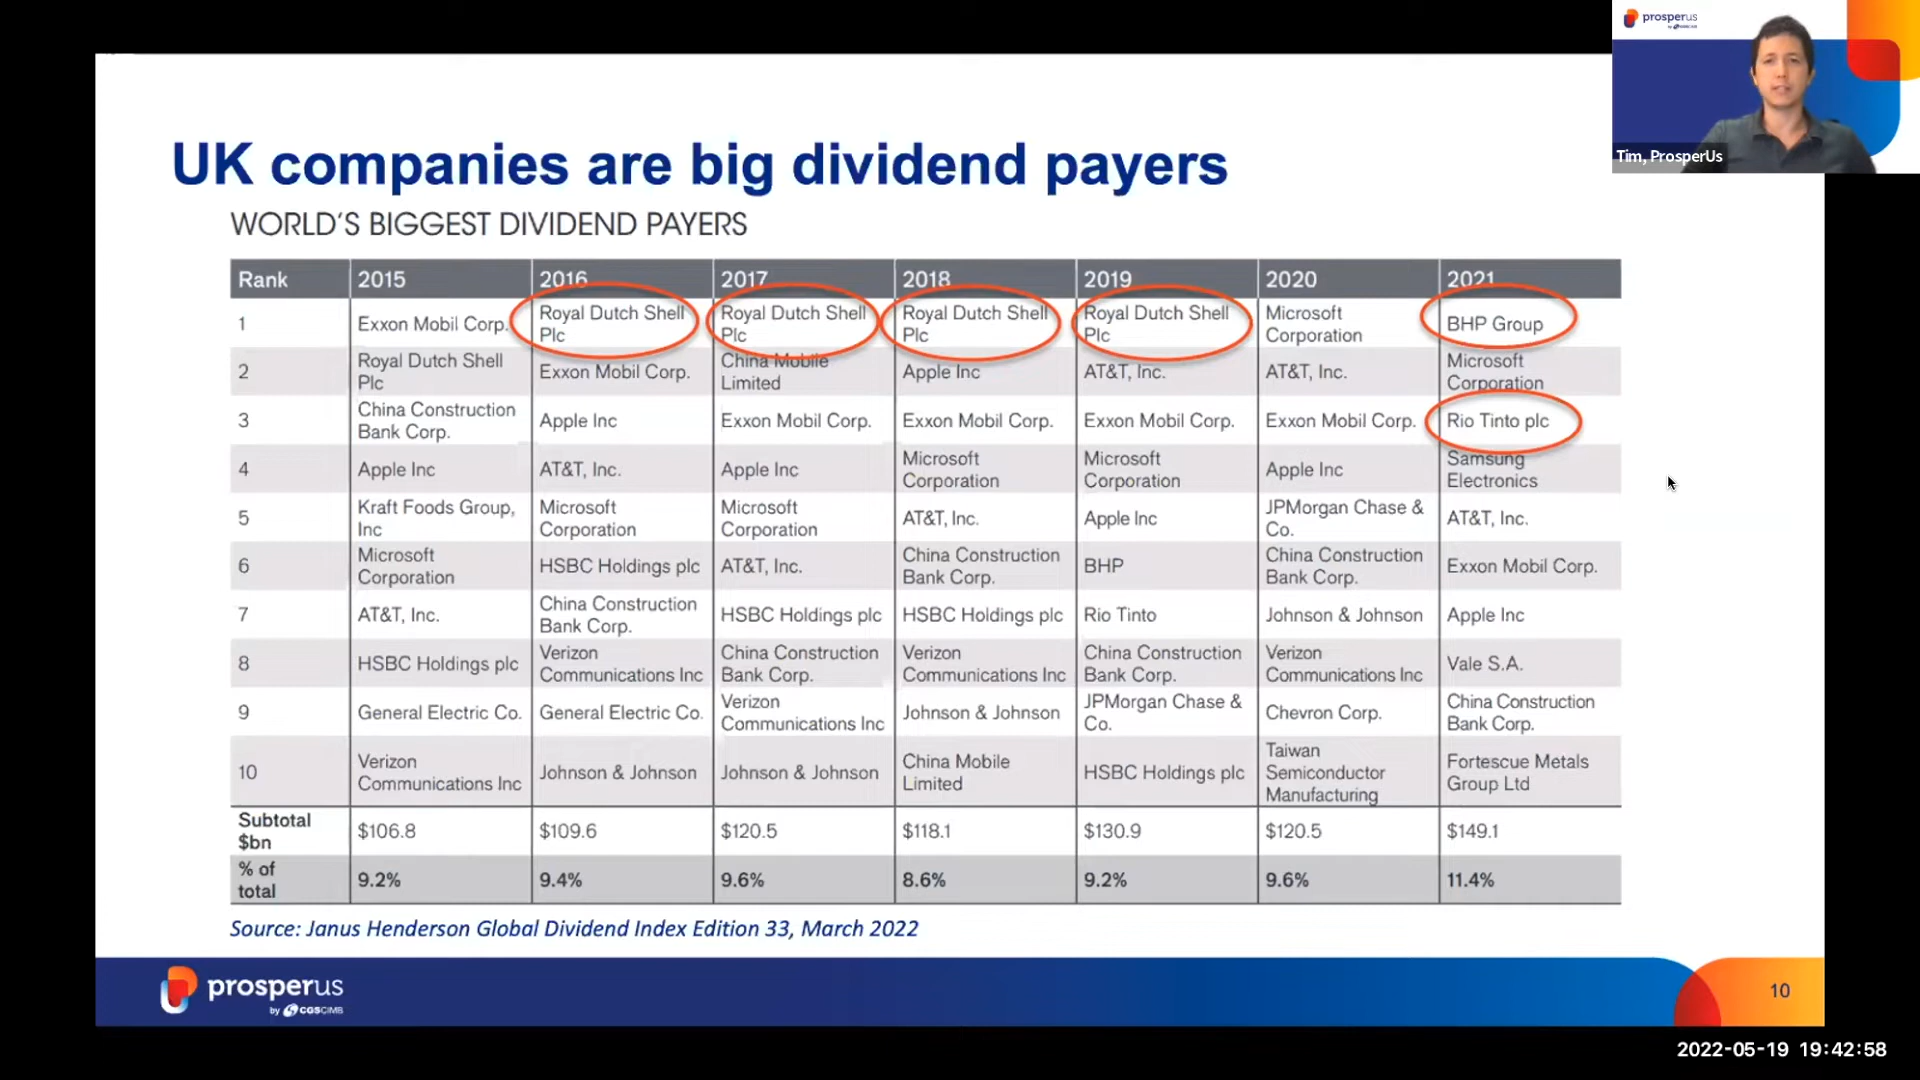 prosperus
Tim, ProsperUs
UK companies are big dividend payers
WORLD'S BIGGEST DIVIDEND PAYERS
Rank 2015 2016 2017 2018 2019 2020 2021
1 Exxon Mobil Corp. Royal Dutch Shell Plc Royal Dutch Shell Plc Royal Dutch Shell Plc Royal Dutch Shell Plc Microsoft Corporation BHP Group
2 Royal Dutch Shell Plc Exxon Mobil Corp. China Mobile Limited Apple Inc AT&T, Inc. AT&T, Inc. Microsoft Corporation
3 China Construction Bank Corp. Apple Inc Exxon Mobil Corp. Exxon Mobil Corp. Exxon Mobil Corp. Exxon Mobil Corp. Rio Tinto plc
4 Apple Inc AT&T, Inc. Apple Inc Microsoft Corporation Microsoft Corporation Apple Inc Samsung Electronics
5 Kraft Foods Group, Inc Microsoft Corporation Microsoft Corporation AT&T, Inc. Apple Inc JPMorgan Chase & Co. AT&T, Inc.
6 Microsoft Corporation HSBC Holdings plc AT&T, Inc. China Construction Bank Corp. BHP China Construction Bank Corp. Exxon Mobil Corp.
7 AT&T, Inc. China Construction Bank Corp. HSBC Holdings plc HSBC Holdings plc Rio Tinto Johnson & Johnson Apple Inc
8 HSBC Holdings plc Verizon Communications Inc China Construction Bank Corp. Verizon Communications Inc China Construction Bank Corp. Verizon Communications Inc Vale S.A.
9 General Electric Co. General Electric Co. Verizon Communications Inc Johnson & Johnson JPMorgan Chase & Co. Chevron Corp. China Construction Bank Corp.
10 Verizon Communications Inc Johnson & Johnson Johnson & Johnson China Mobile Limited HSBC Holdings plc Taiwan Semiconductor Manufacturing Fortescue Metals Group Ltd
Subtotal $bn $106.8 $109.6 $120.5 $118.1 $130.9 $120.5 $149.1
% of total 9.2% 9.4% 9.6% 8.6% 9.2% 9.6% 11.4%
Source: Janus Henderson Global Dividend Index Edition 33, March 2022
prosperus
by CGSCIMB
10
2022-05-19 19:42:58